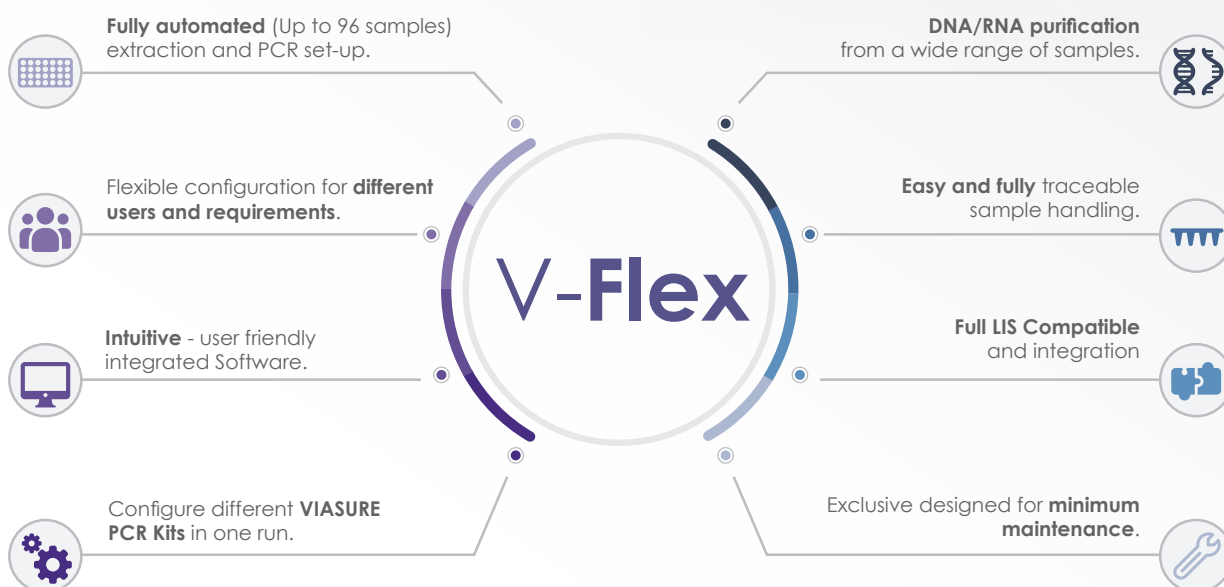 Fully automated (Up to 96 samples)
extraction and PCR set-up.
Flexible configuration for different
users and requirements.
Intuitive - user friendly
integrated Software.
Configure different VIASURE
PCR Kits in one run.
V-Flex
DNA/RNA purification
from a wide range of samples.
Easy and fully traceable
sample handling.
Full LIS Compatible
and integration
Exclusive designed for minimum
maintenance.